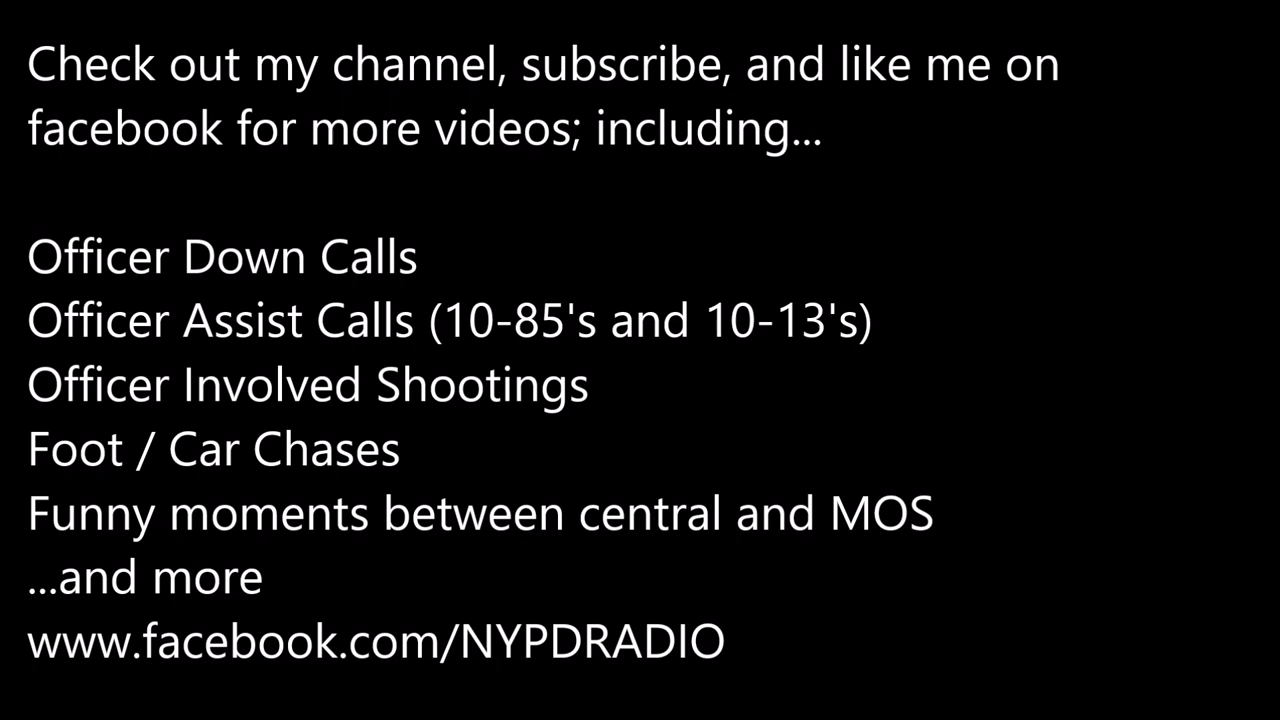 Check out my channel, subscribe, and like me on
facebook for more videos; including...
Officer Down Calls
Officer Assist Calls (10-85's and 10-13's)
Officer Involved Shootings
Foot / Car Chases
Funny moments between central and MOS
...and more
www.facebook.com/NYPDRADIO